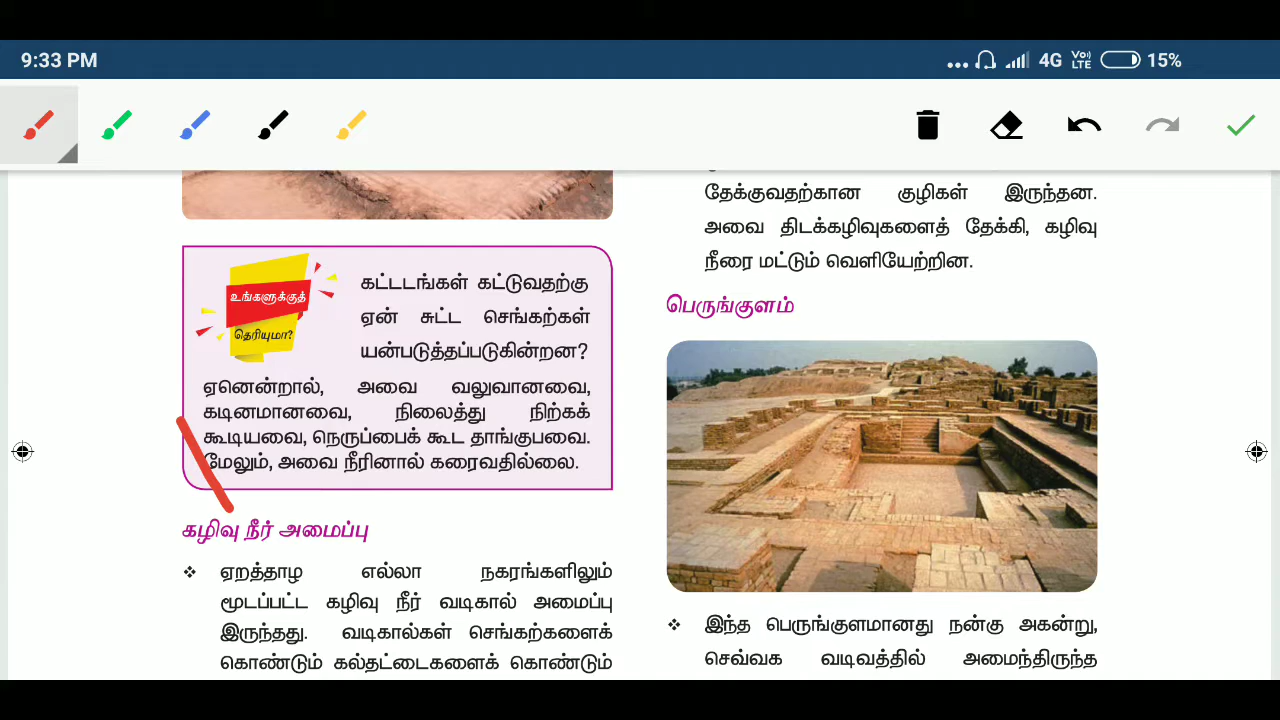 9:33 PM
4G
Vo) LTE
15%
உங்களுக்குத்
தெரியுமா?
கட்டடங்கள் கட்டுவதற்கு
ஏன் சுட்ட செங்கற்கள்
யன்படுத்தப்படுகின்றன?
ஏனென்றால், அவை வலுவானவை,
கடினமானவை, நிலைத்து நிற்கக்
கூடியவை, நெருப்பைக் கூட தாங்குபவை.
மேலும், அவை நீரினால் கரைவதில்லை.
கழிவு நீர் அமைப்பு
❖ ஏறத்தாழ எல்லா நகரங்களிலும்
மூடப்பட்ட கழிவு நீர் வடிகால் அமைப்பு
இருந்தது. வடிகால்கள் செங்கற்களைக்
கொண்டும் கல்தட்டைகளைக் கொண்டும்
தேக்குவதற்கான குழிகள் இருந்தன.
அவை திடக்கழிவுகளைத் தேக்கி, கழிவு
நீரை மட்டும் வெளியேற்றின.
பெருங்குளம்
❖ இந்த பெருங்குளமானது நன்கு அகன்று,
செவ்வக வடிவத்தில் அமைந்திருந்த